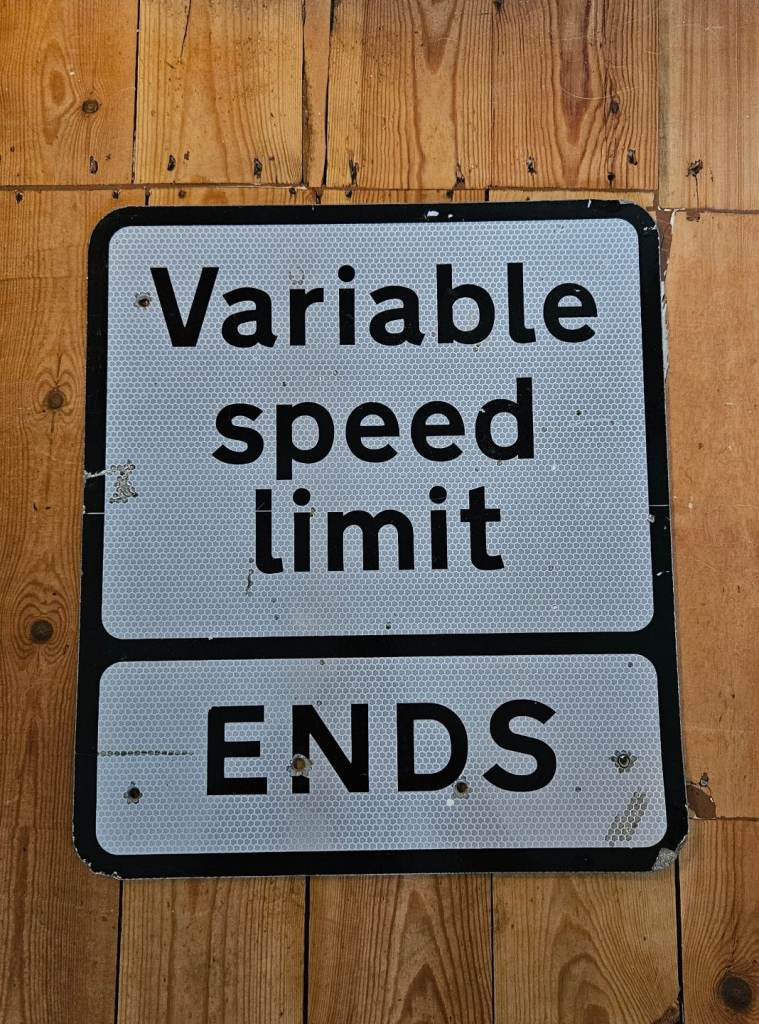 Variable
speed
limit
ENDS